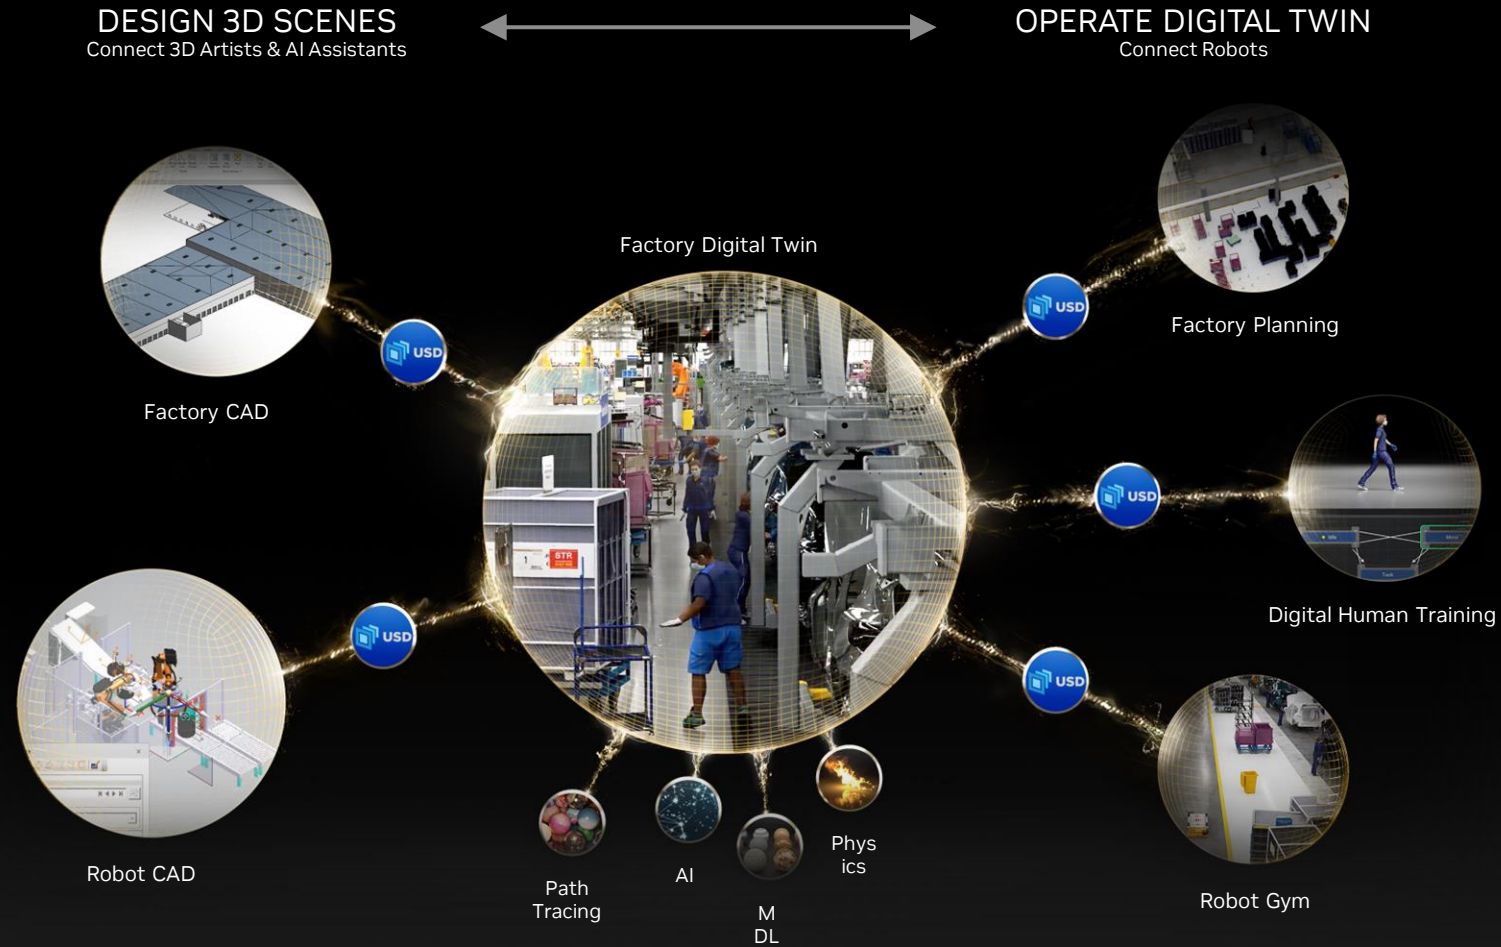 DESIGN 3D SCENES
Connect 3D Artists & AI Assistants
OPERATE DIGITAL TWIN
Connect Robots
Factory Digital Twin
USD
Factory Planning
USD
Factory CAD
USD
USD
1
STR
Digital Human Training
USD
USD
Robot CAD
Path
Tracing
AI
M
DL
Phys
ics
Robot Gym